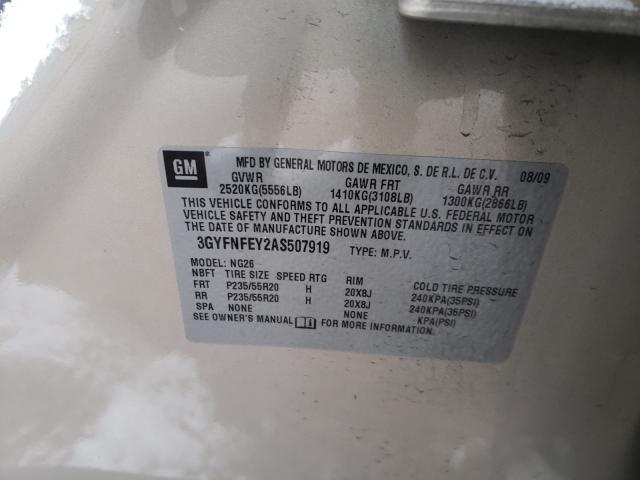 GM
MFD BY GENERAL MOTORS DE MEXICO, S. DE R.L. DE C.V. 08/09
GVWR GAWR FRT GAWR RR
2520KG(5556LB) 1410KG(3108LB) 1300KG(2866LB)
THIS VEHICLE CONFORMS TO ALL APPLICABLE U.S. FEDERAL MOTOR
VEHICLE SAFETY AND THEFT PREVENTION STANDARDS IN EFFECT ON
THE DATE OF MANUFACTURE SHOWN ABOVE.
3GYFNFEY2AS507919 TYPE: M.P.V.
MODEL: NG26
NBFT TIRE SIZE SPEED RTG RIM COLD TIRE PRESSURE
FRT P235/55R20 H 20X8J 240KPA(35PSI)
RR P235/55R20 H 20X8J 240KPA(35PSI)
SPA NONE NONE KPA(PSI)
SEE OWNER'S MANUAL FOR MORE INFORMATION.